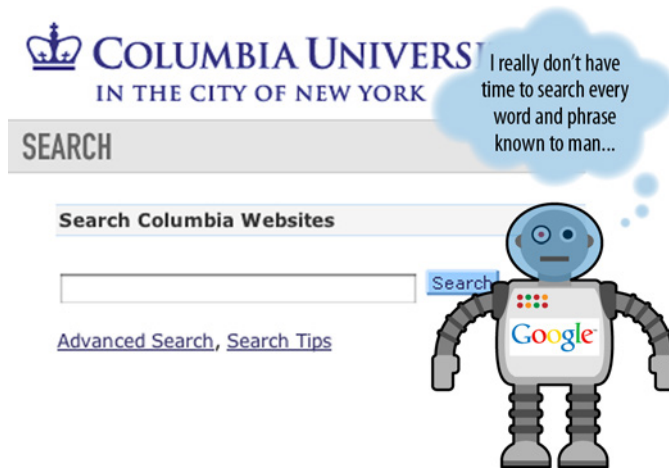 COLUMBIA UNIVERSI
IN THE CITY OF NEW YORK
I really don't have
time to search every
word and phrase
known to man...
SEARCH
Search Columbia Websites
Search
Advanced Search, Search Tips
Google